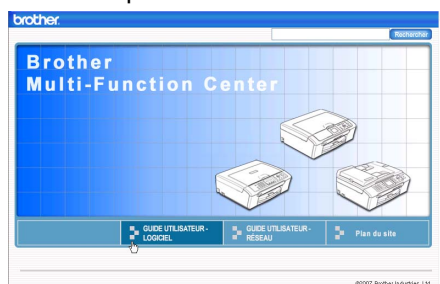 brother.
Rechercher
Brother
Multi-Function Center
GUIDE UTILISATEUR -
LOGICIEL
GUIDE UTILISATEUR -
RÉSEAU
Plan du site
©2007 Brother Industries, Ltd.